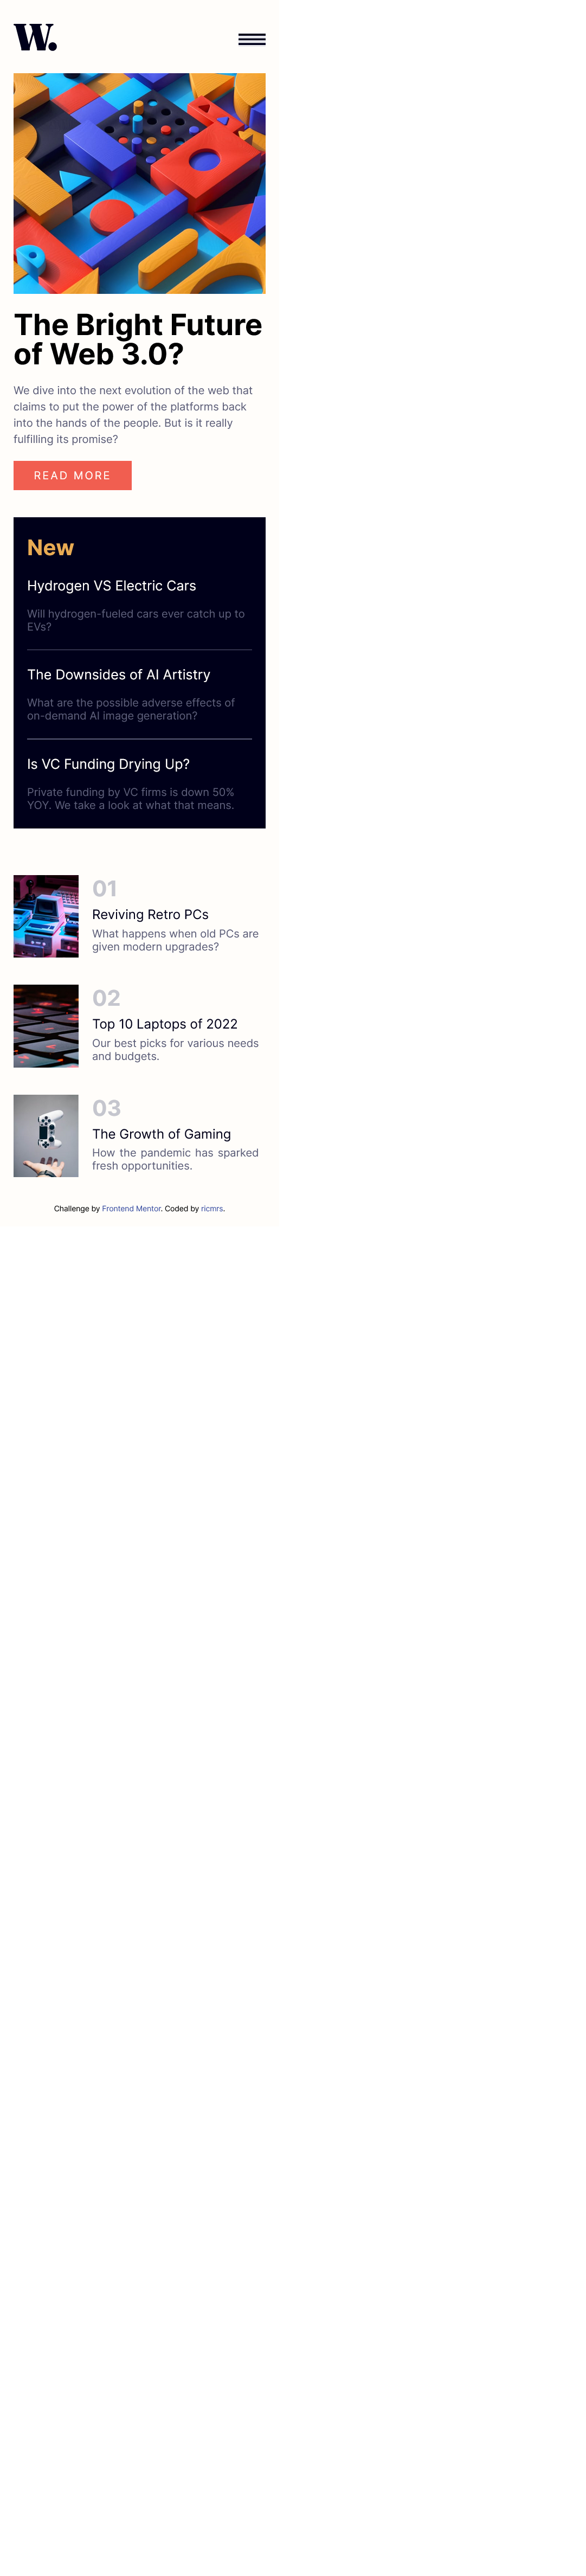 W.
The Bright Future
of Web 3.0?
We dive into the next evolution of the web that
claims to put the power of the platforms back
into the hands of the people. But is it really
fulfilling its promise?
READ MORE
New
Hydrogen VS Electric Cars
Will hydrogen-fueled cars ever catch up to
EVs?
The Downsides of AI Artistry
What are the possible adverse effects of
on-demand AI image generation?
Is VC Funding Drying Up?
Private funding by VC firms is down 50%
YOY. We take a look at what that means.
01
Reviving Retro PCs
What happens when old PCs are
given modern upgrades?
02
Top 10 Laptops of 2022
Our best picks for various needs
and budgets.
03
The Growth of Gaming
How the pandemic has sparked
fresh opportunities.
Challenge by Frontend Mentor. Coded by ricmrs.